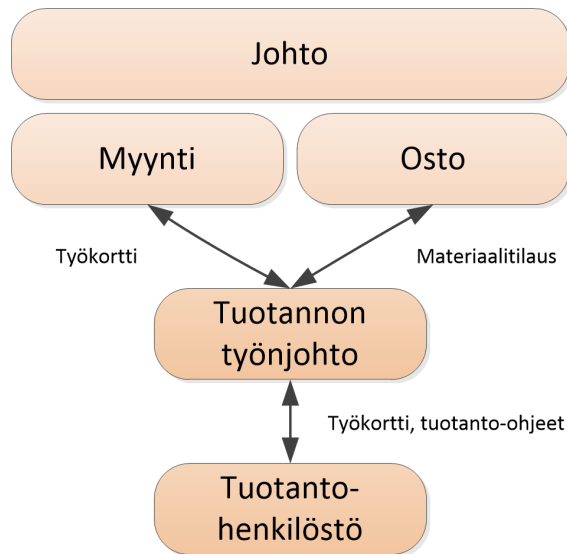 Johto
Myynti
Osto
Työkortti
Materiaalitilaus
Tuotannon
työnjohto
Työkortti, tuotanto-ohjeet
Tuotanto-
henkilöstö